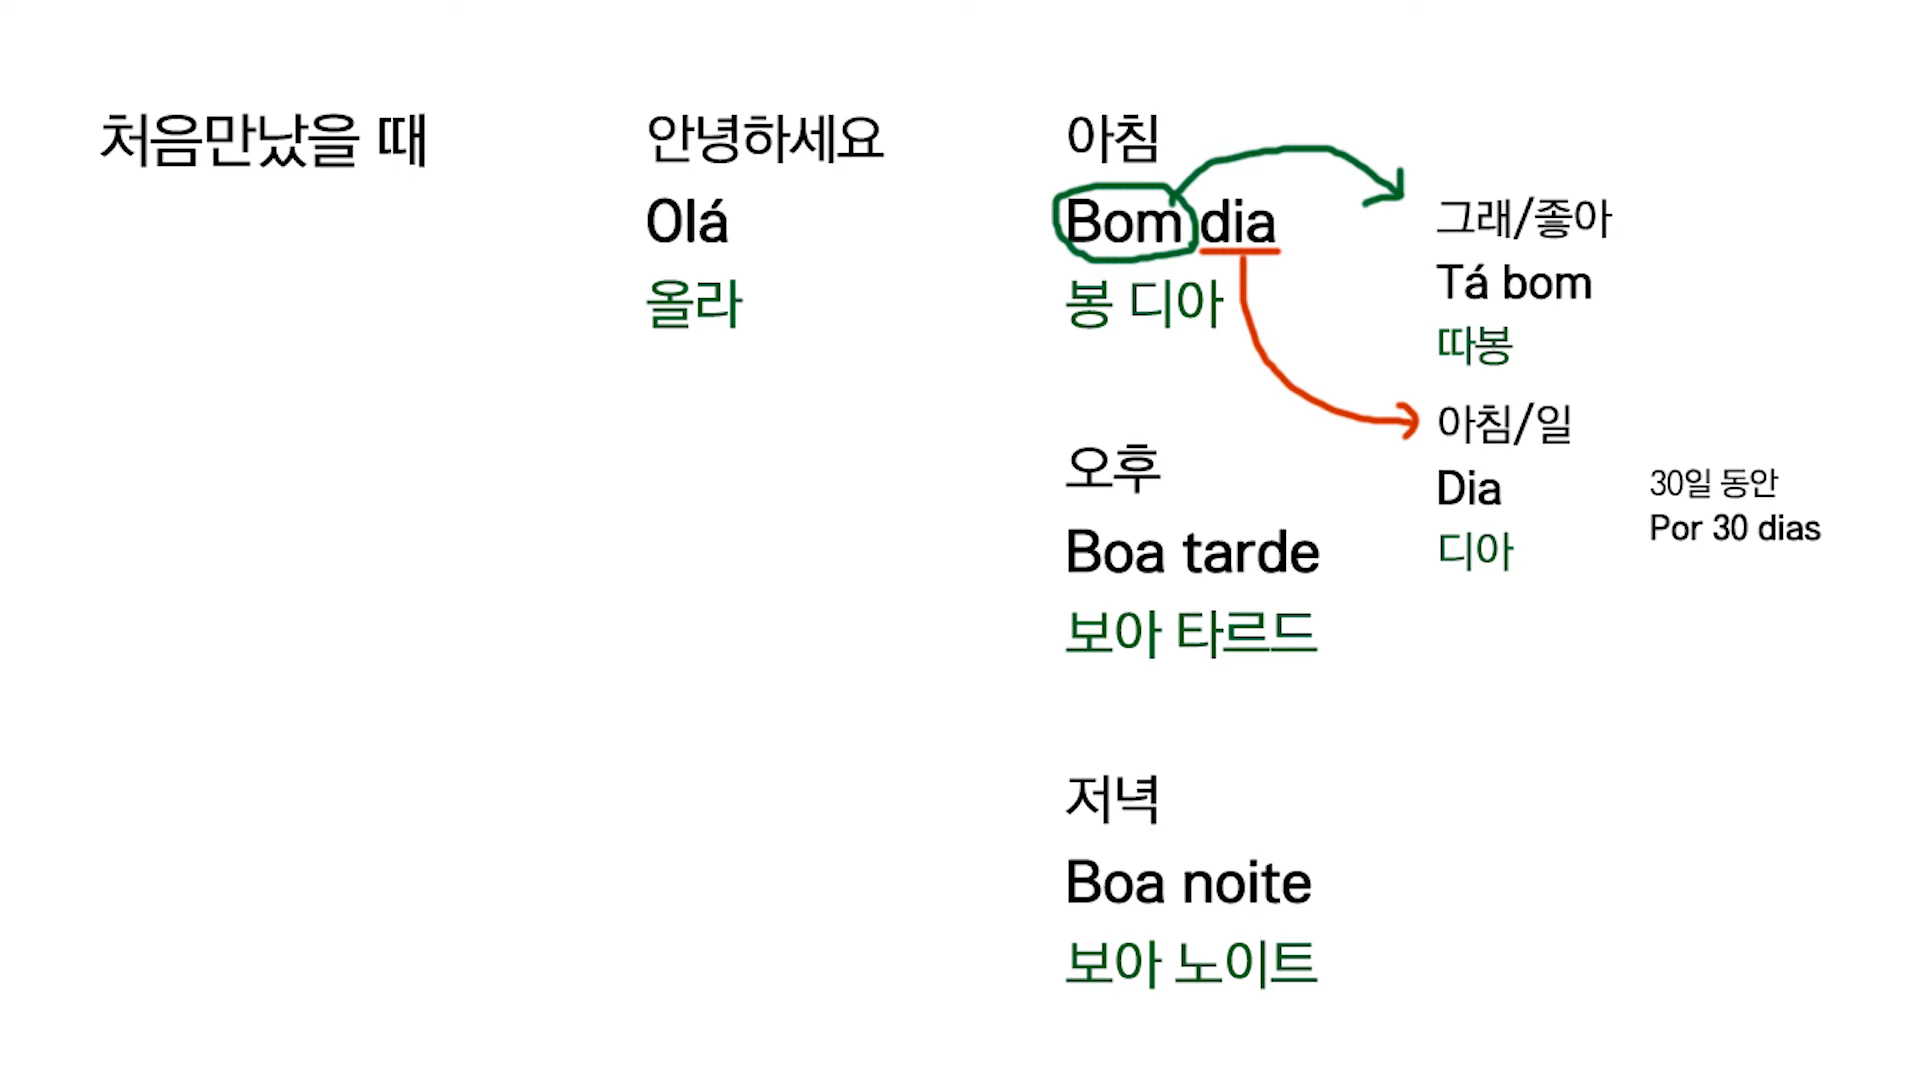 처음만났을 때
안녕하세요
Olá
올라
아침
Bom dia
봉 디아
그래/좋아
Tá bom
따봉
아침/일
Dia
디아
30일 동안
Por 30 dias
오후
Boa tarde
보아 타르드
저녁
Boa noite
보아 노이트